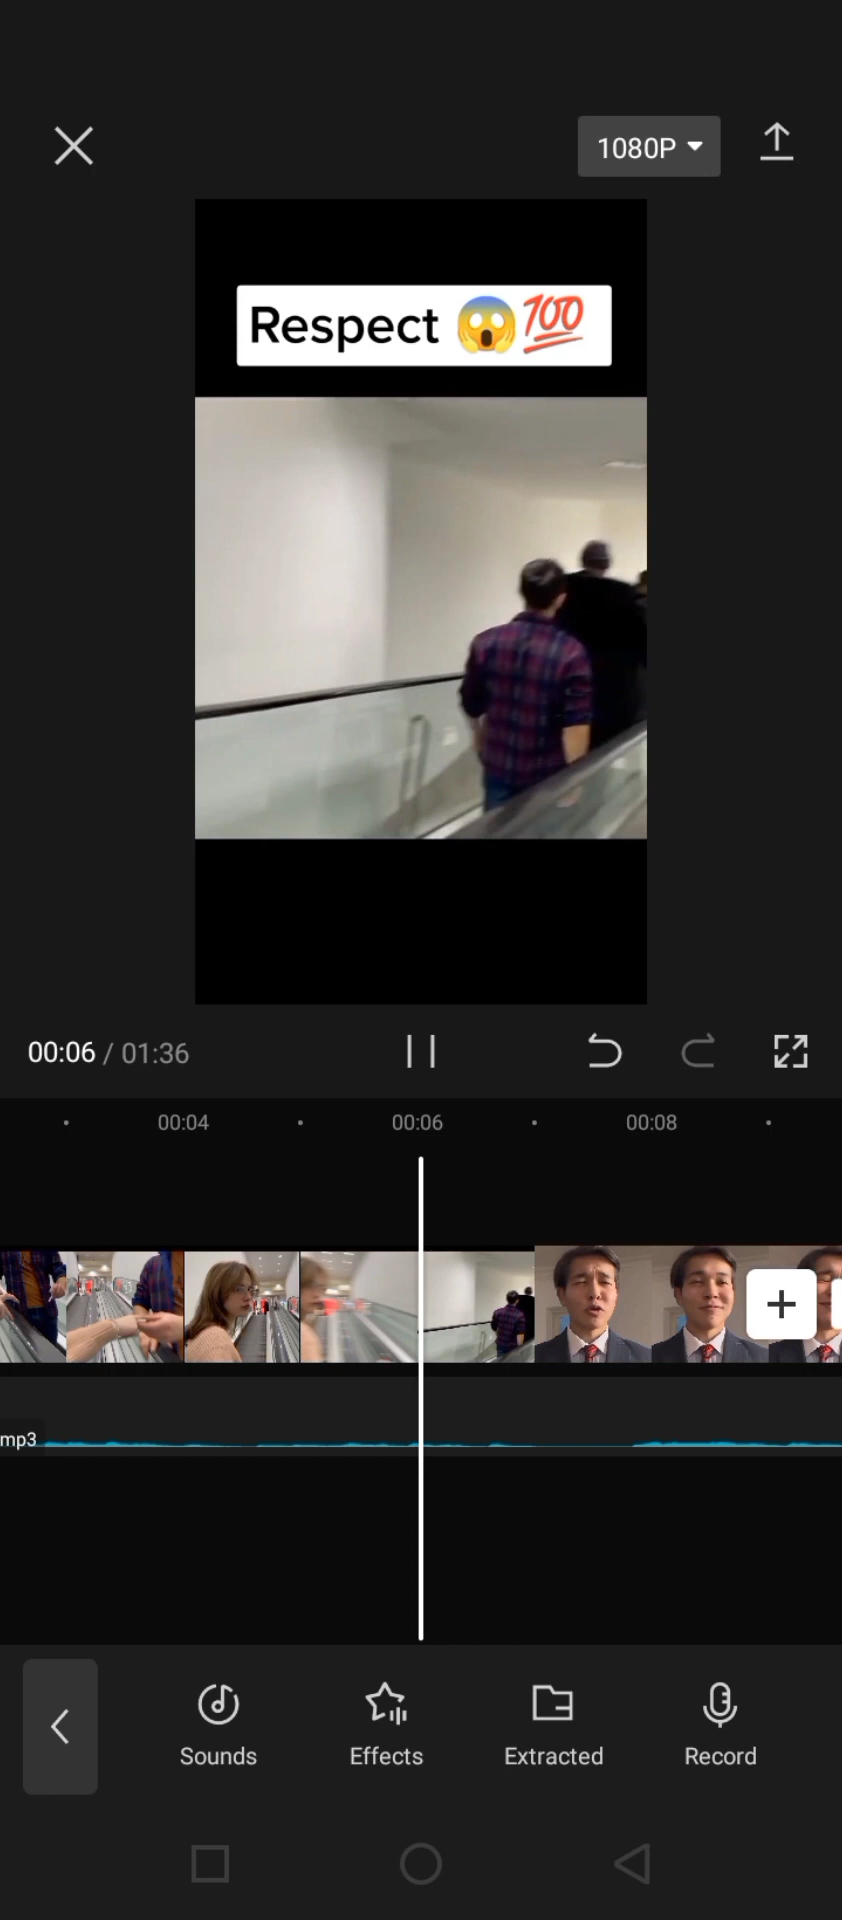 1080P
Respect 😱💯
00:06 / 01:36
00:04 00:06 00:08
mp3
Sounds Effects Extracted Record